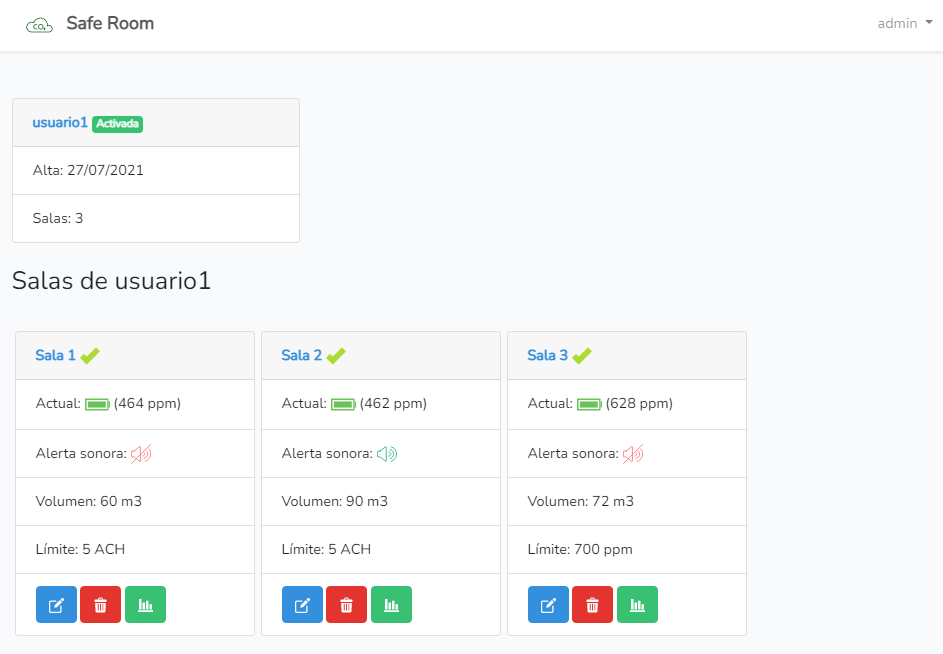 CO₂ Safe Room
admin
usuario1 Activada
Alta: 27/07/2021
Salas: 3
Salas de usuario1
Sala 1
Actual: (464 ppm)
Alerta sonora:
Volumen: 60 m3
Límite: 5 ACH
Sala 2
Actual: (462 ppm)
Alerta sonora:
Volumen: 90 m3
Límite: 5 ACH
Sala 3
Actual: (628 ppm)
Alerta sonora:
Volumen: 72 m3
Límite: 700 ppm